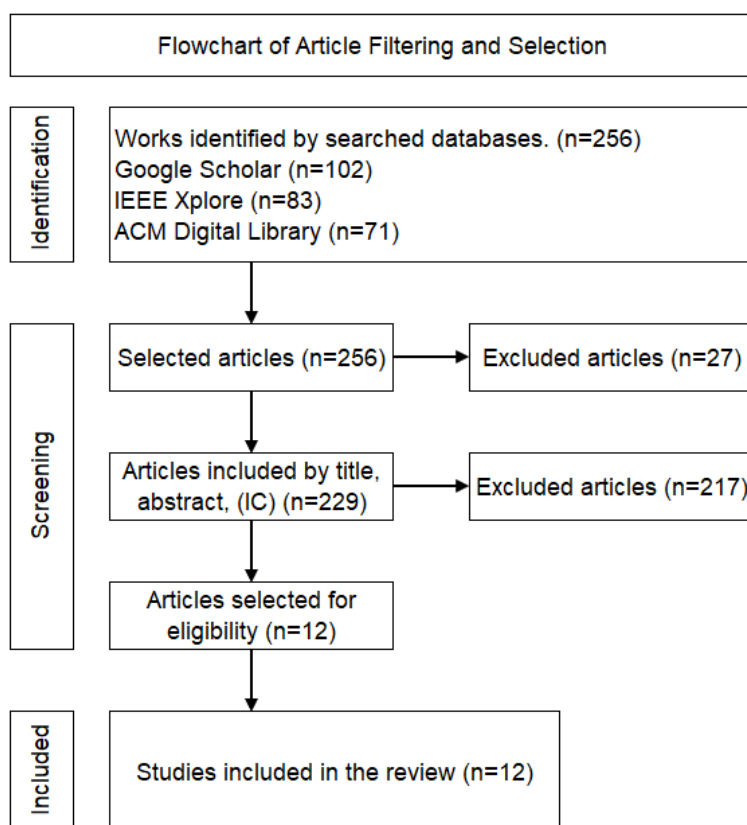 Flowchart of Article Filtering and Selection
Identification
Works identified by searched databases. (n=256)
Google Scholar (n=102)
IEEE Xplore (n=83)
ACM Digital Library (n=71)
Screening
Selected articles (n=256)
Excluded articles (n=27)
Articles included by title,
abstract, (IC) (n=229)
Excluded articles (n=217)
Articles selected for
eligibility (n=12)
Included
Studies included in the review (n=12)